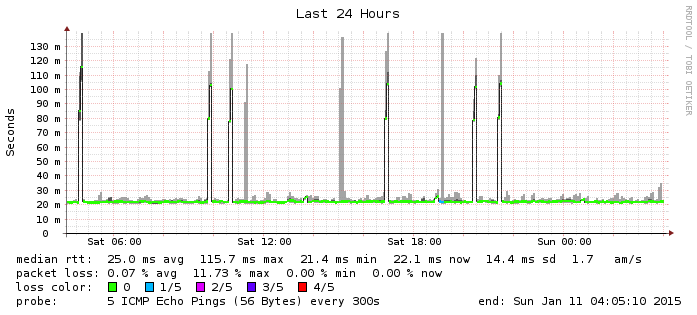 Last 24 Hours
RRDTOOL / TOBI OETIKER
Seconds
130 m
120 m
110 m
100 m
90 m
80 m
70 m
60 m
50 m
40 m
30 m
20 m
10 m
0
Sat 06:00 Sat 12:00 Sat 18:00 Sun 00:00
median rtt: 25.0 ms avg 115.7 ms max 21.4 ms min 22.1 ms now 14.4 ms sd 1.7 am/s
packet loss: 0.07 % avg 11.73 % max 0.00 % min 0.00 % now
loss color: 0 1/5 2/5 3/5 4/5
probe: 5 ICMP Echo Pings (56 Bytes) every 300s end: Sun Jan 11 04:05:10 2015